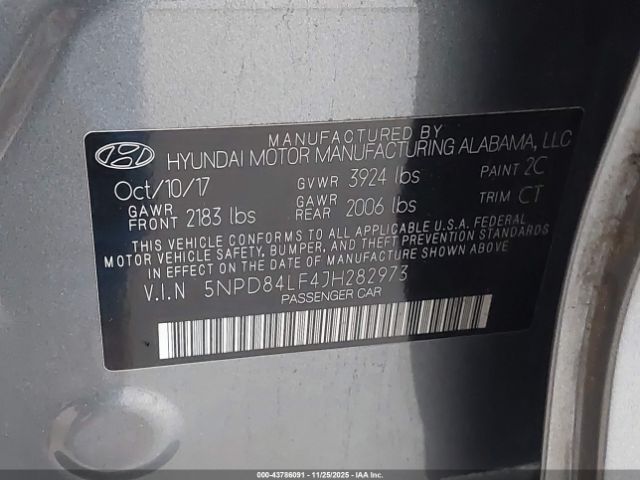 MANUFACTURED BY
HYUNDAI MOTOR MANUFACTURING ALABAMA, LLC
Oct/10/17 GVWR 3924 lbs PAINT 2C
GAWR FRONT 2183 lbs GAWR REAR 2006 lbs TRIM CT
THIS VEHICLE CONFORMS TO ALL APPLICABLE U.S.A. FEDERAL
MOTOR VEHICLE SAFETY, BUMPER, AND THEFT PREVENTION STANDARDS
IN EFFECT ON THE DATE OF MANUFACTURE SHOWN ABOVE.
V.I.N 5NPD84LF4JH282973
PASSENGER CAR
000-43786091 - 11/25/2025 - COPYRIGHT IAA, LLC.